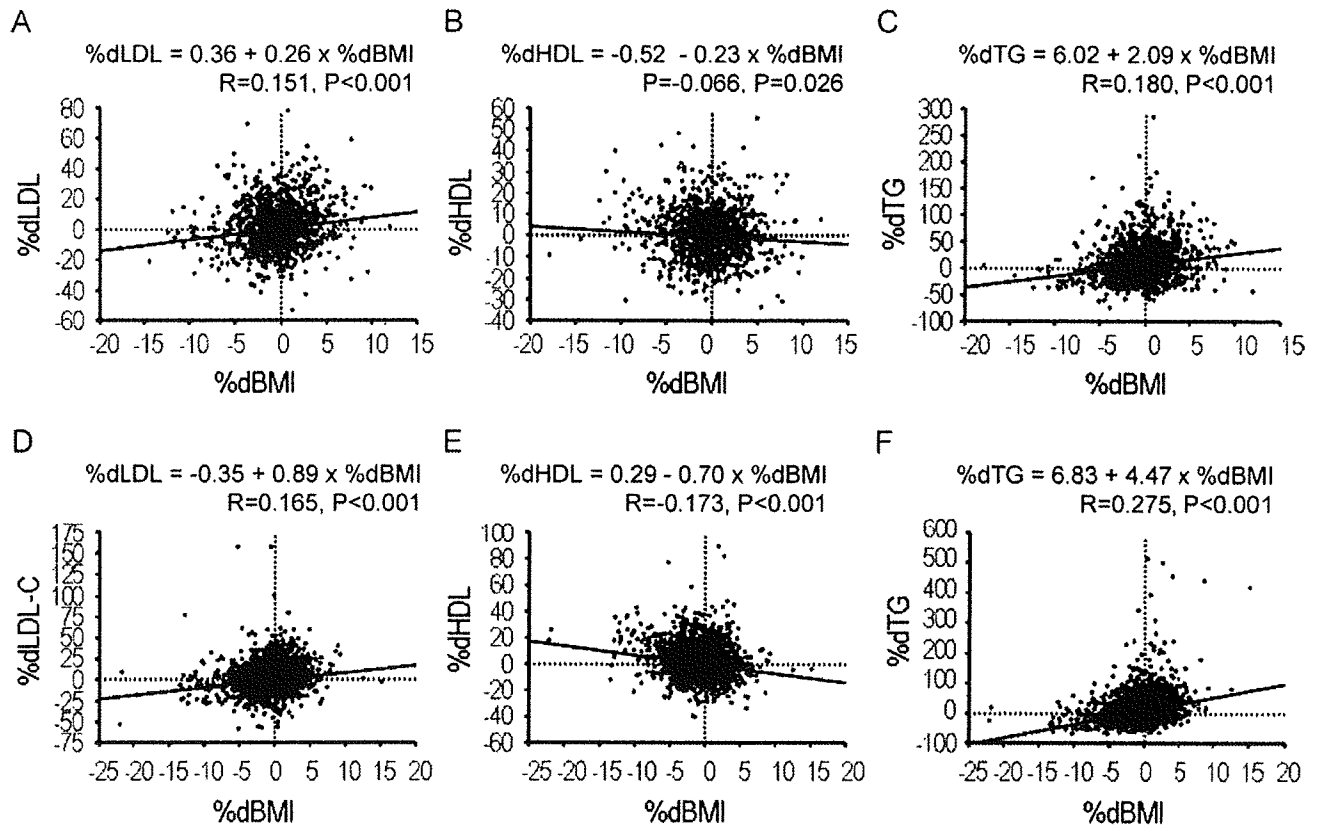 A
%dLDL = 0.36 + 0.26 x %dBMI
R=0.151, P<0.001
80
60
40
20
0
-20
-40
-60
%dLDL
-20 -15 -10 -5 0 5 10 15
%dBMI
B
%dHDL = -0.52 - 0.23 x %dBMI
P=-0.066, P=0.026
60
50
40
30
20
10
0
-10
-20
-30
-40
%dHDL
-20 -15 -10 -5 0 5 10 15
%dBMI
C
%dTG = 6.02 + 2.09 x %dBMI
R=0.180, P<0.001
300
250
200
150
100
50
0
-50
-100
%dTG
-20 -15 -10 -5 0 5 10 15
%dBMI
D
%dLDL = -0.35 + 0.89 x %dBMI
R=0.165, P<0.001
175
150
125
100
75
50
25
0
-25
-50
-75
%dLDL-C
-25 -20 -15 -10 -5 0 5 10 15 20
%dBMI
E
%dHDL = 0.29 - 0.70 x %dBMI
R=-0.173, P<0.001
100
80
60
40
20
0
-20
-40
-60
%dHDL
-25 -20 -15 -10 -5 0 5 10 15 20
%dBMI
F
%dTG = 6.83 + 4.47 x %dBMI
R=0.275, P<0.001
600
500
400
300
200
100
0
-100
%dTG
-25 -20 -15 -10 -5 0 5 10 15 20
%dBMI